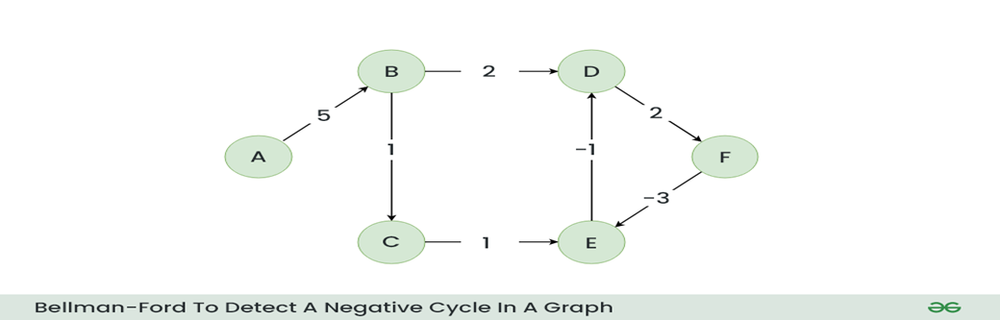 B
2
D
5
2
A
1
-1
F
-3
C
1
E
Bellman-Ford To Detect A Negative Cycle In A Graph